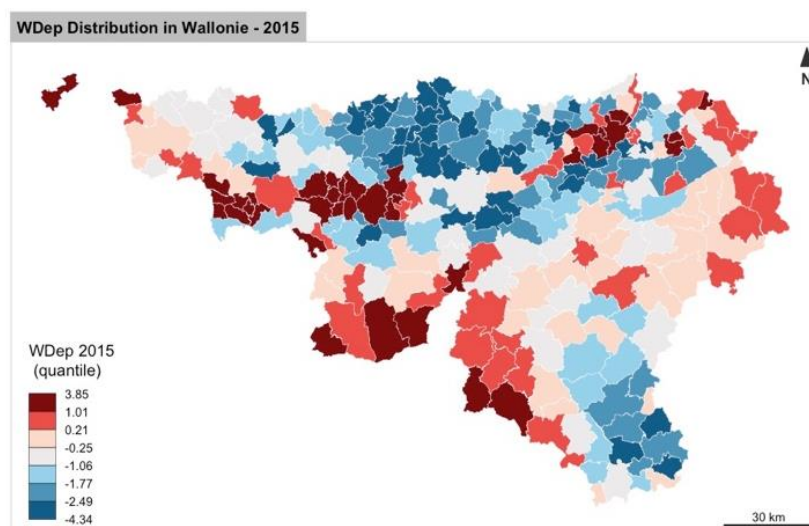 WDep Distribution in Wallonie - 2015
N
WDep 2015
(quantile)
3.85
1.01
0.21
-0.25
-1.06
-1.77
-2.49
-4.34
30 km